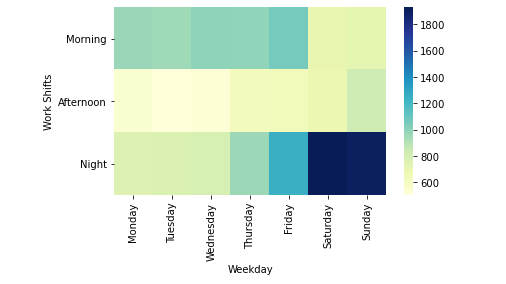 Work Shifts
Morning
Afternoon
Night
Monday
Tuesday
Wednesday
Thursday
Friday
Saturday
Sunday
Weekday
1800
1600
1400
1200
1000
800
600